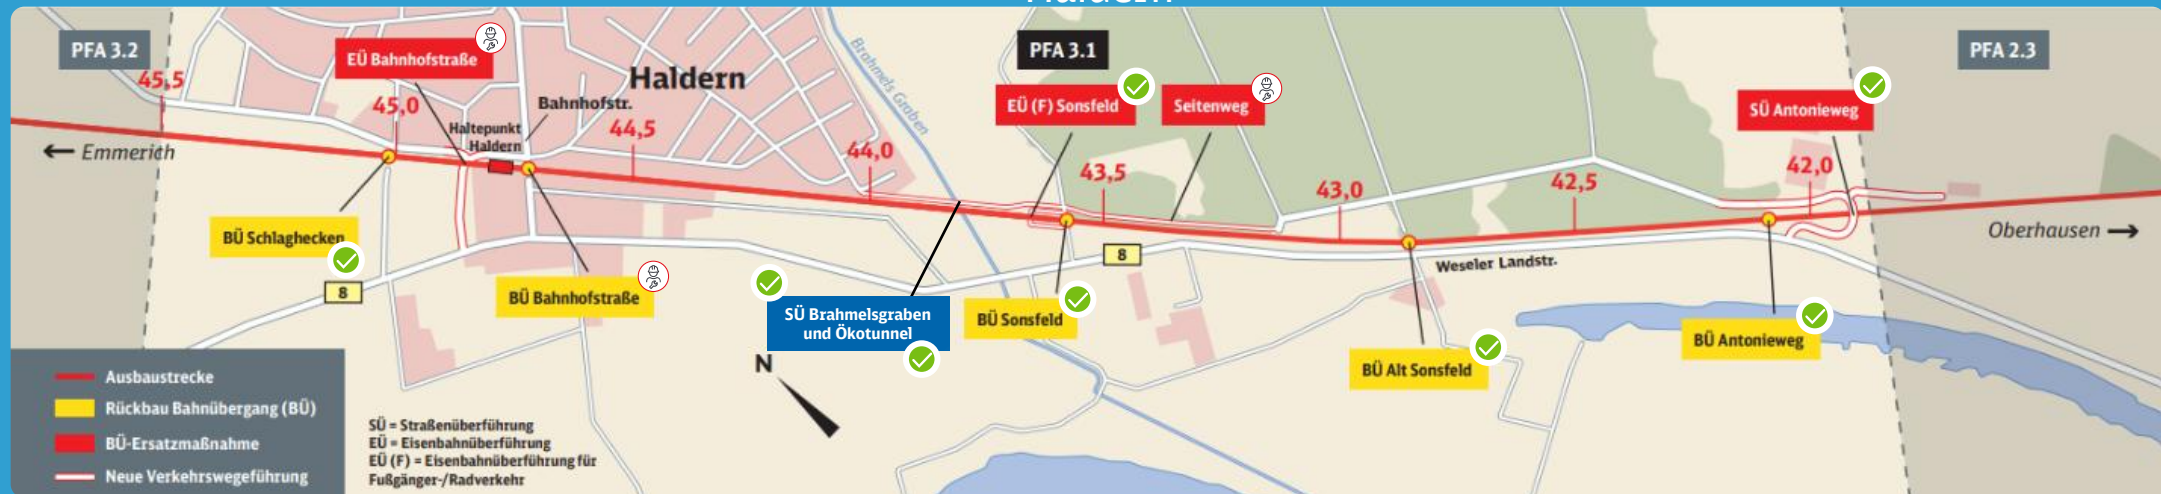 PFA 3.2
EÜ Bahnhofstraße
PFA 3.1
PFA 2.3
45,5
Haldern
45,0
Bahnhofstr.
Brahmels Graben
EÜ (F) Sonsfeld
Seitenweg
SÜ Antonieweg
Haltepunkt
Haldern
44,5
44,0
43,5
43,0
42,5
42,0
← Emmerich
Oberhausen →
BÜ Schlaghecken
8
BÜ Bahnhofstraße
SÜ Brahmelsgraben
und Ökotunnel
BÜ Sonsfeld
8
Weseler Landstr.
BÜ Alt Sonsfeld
BÜ Antonieweg
N
Ausbaustrecke
Rückbau Bahnübergang (BÜ)
BÜ-Ersatzmaßnahme
Neue Verkehrswegeführung
SÜ = Straßenüberführung
EÜ = Eisenbahnüberführung
EÜ (F) = Eisenbahnüberführung für
Fußgänger-/Radverkehr